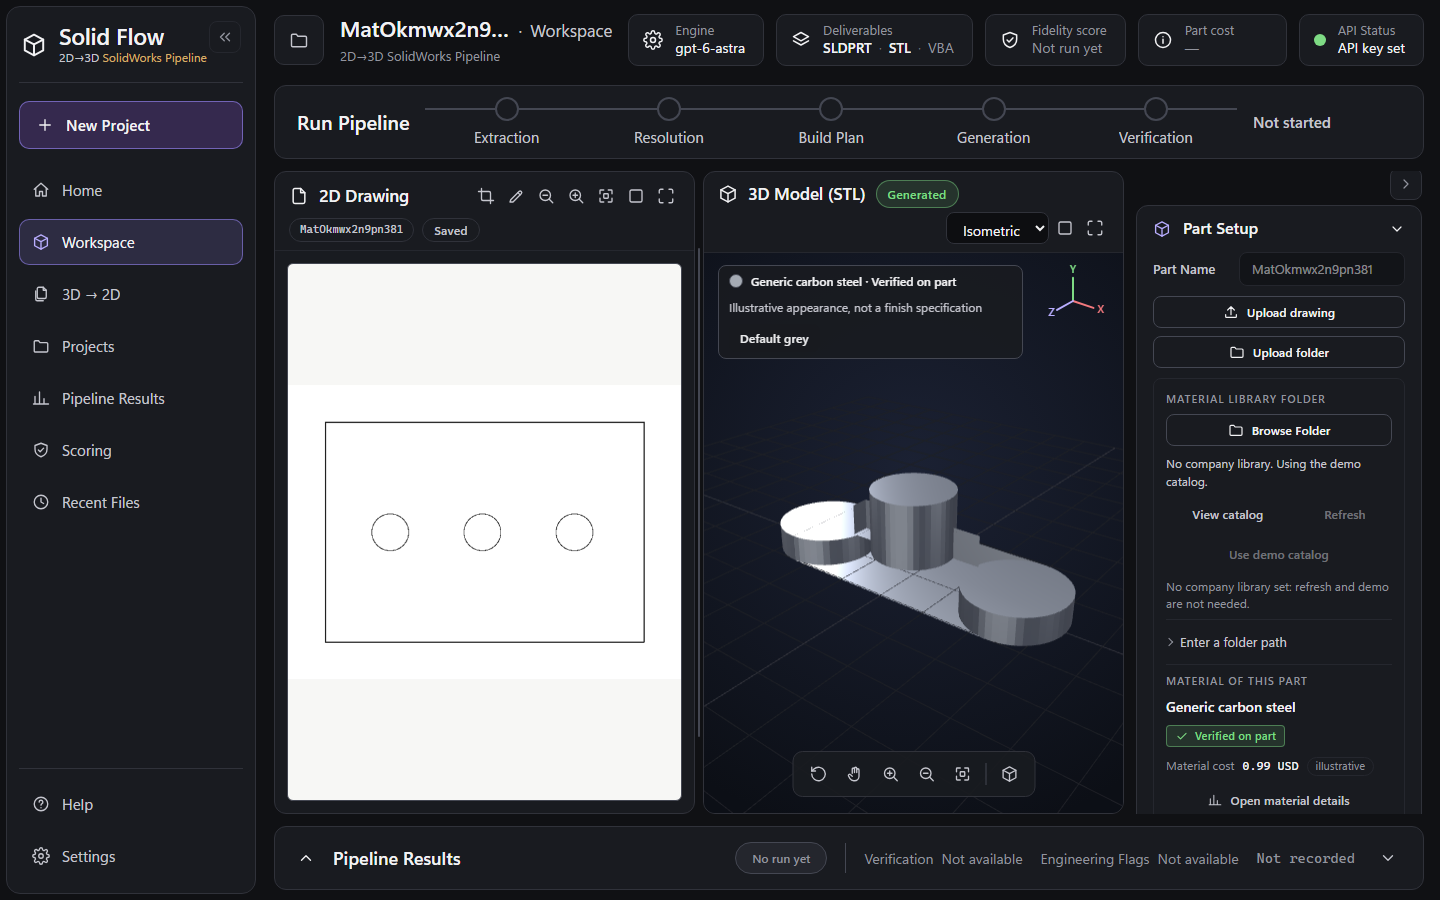 Solid Flow
2D→3D SolidWorks Pipeline
New Project
Home
Workspace
3D → 2D
Projects
Pipeline Results
Scoring
Recent Files
Help
Settings
MatOkmwx2n9... · Workspace
2D→3D SolidWorks Pipeline
Engine
gpt-6-astra
Deliverables
SLDPRT · STL · VBA
Fidelity score
Not run yet
Part cost
—
API Status
API key set
Run Pipeline
Extraction
Resolution
Build Plan
Generation
Verification
Not started
2D Drawing
MatOkmwx2n9pn381
Saved
3D Model (STL)
Generated
Isometric
Generic carbon steel · Verified on part
Illustrative appearance, not a finish specification
Default grey
Y
X
Z
Part Setup
Part Name
MatOkmwx2n9pn381
Upload drawing
Upload folder
MATERIAL LIBRARY FOLDER
Browse Folder
No company library. Using the demo
catalog.
View catalog
Refresh
Use demo catalog
No company library set: refresh and demo
are not needed.
Enter a folder path
MATERIAL OF THIS PART
Generic carbon steel
Verified on part
Material cost 0.99 USD illustrative
Open material details
Pipeline Results
No run yet
Verification Not available
Engineering Flags Not available
Not recorded